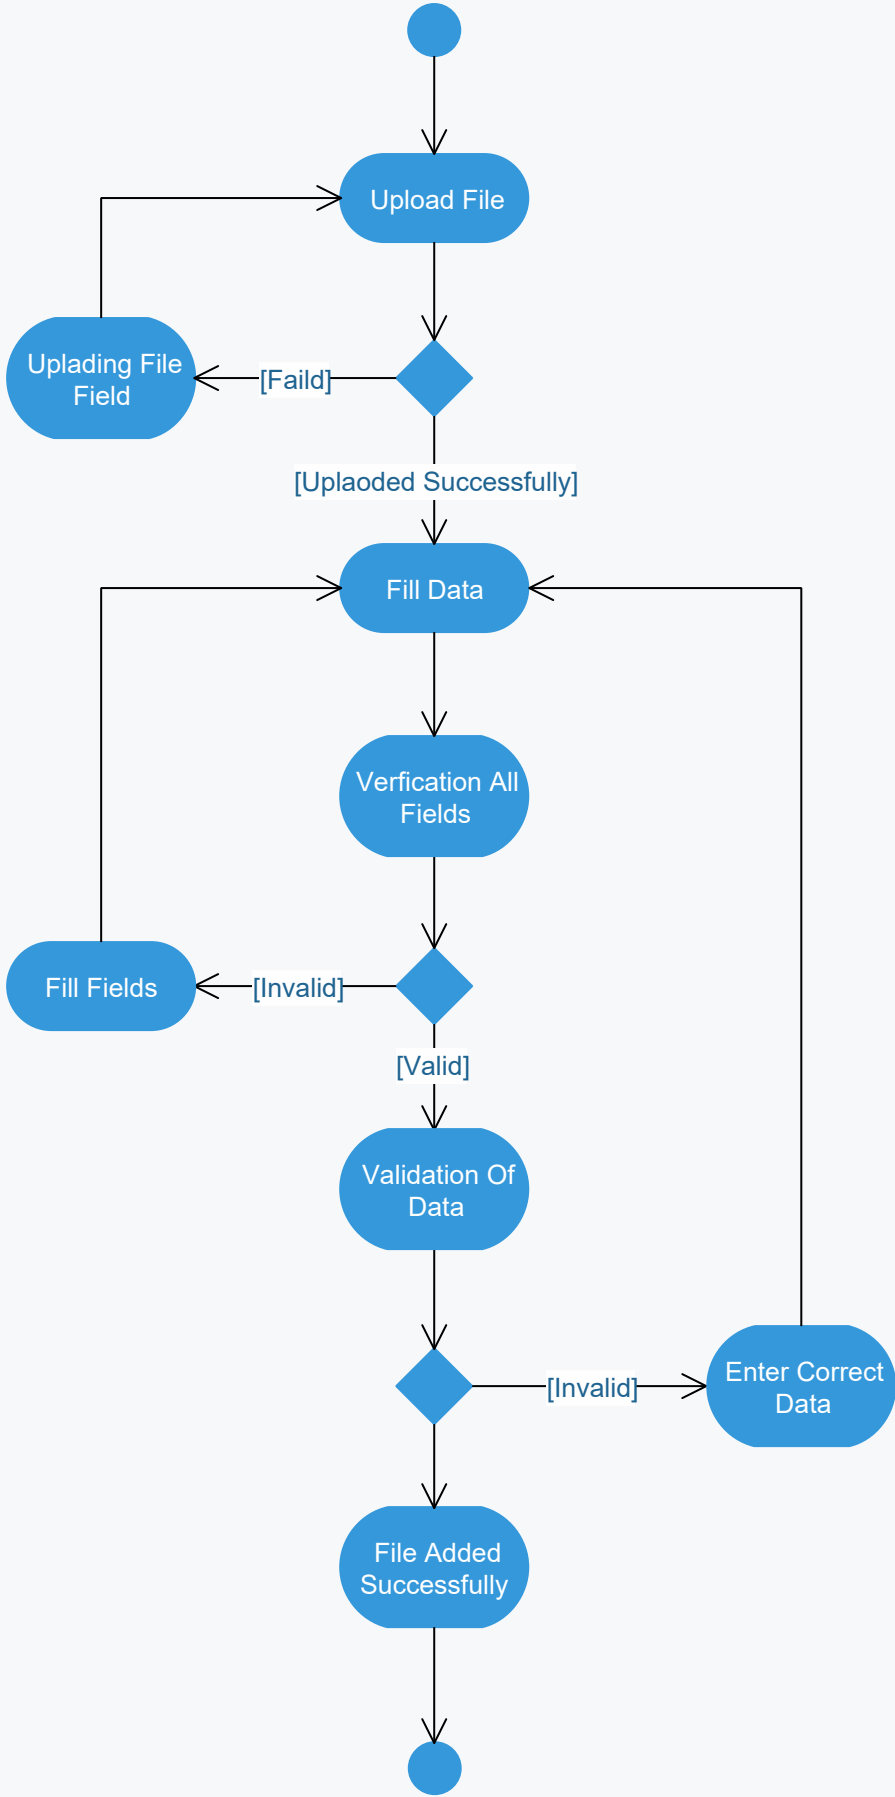 Upload File
Uplading File
Field
[Faild]
[Uplaoded Successfully]
Fill Data
Verfication All
Fields
Fill Fields
[Invalid]
[Valid]
Validation Of
Data
[Invalid]
Enter Correct
Data
File Added
Successfully